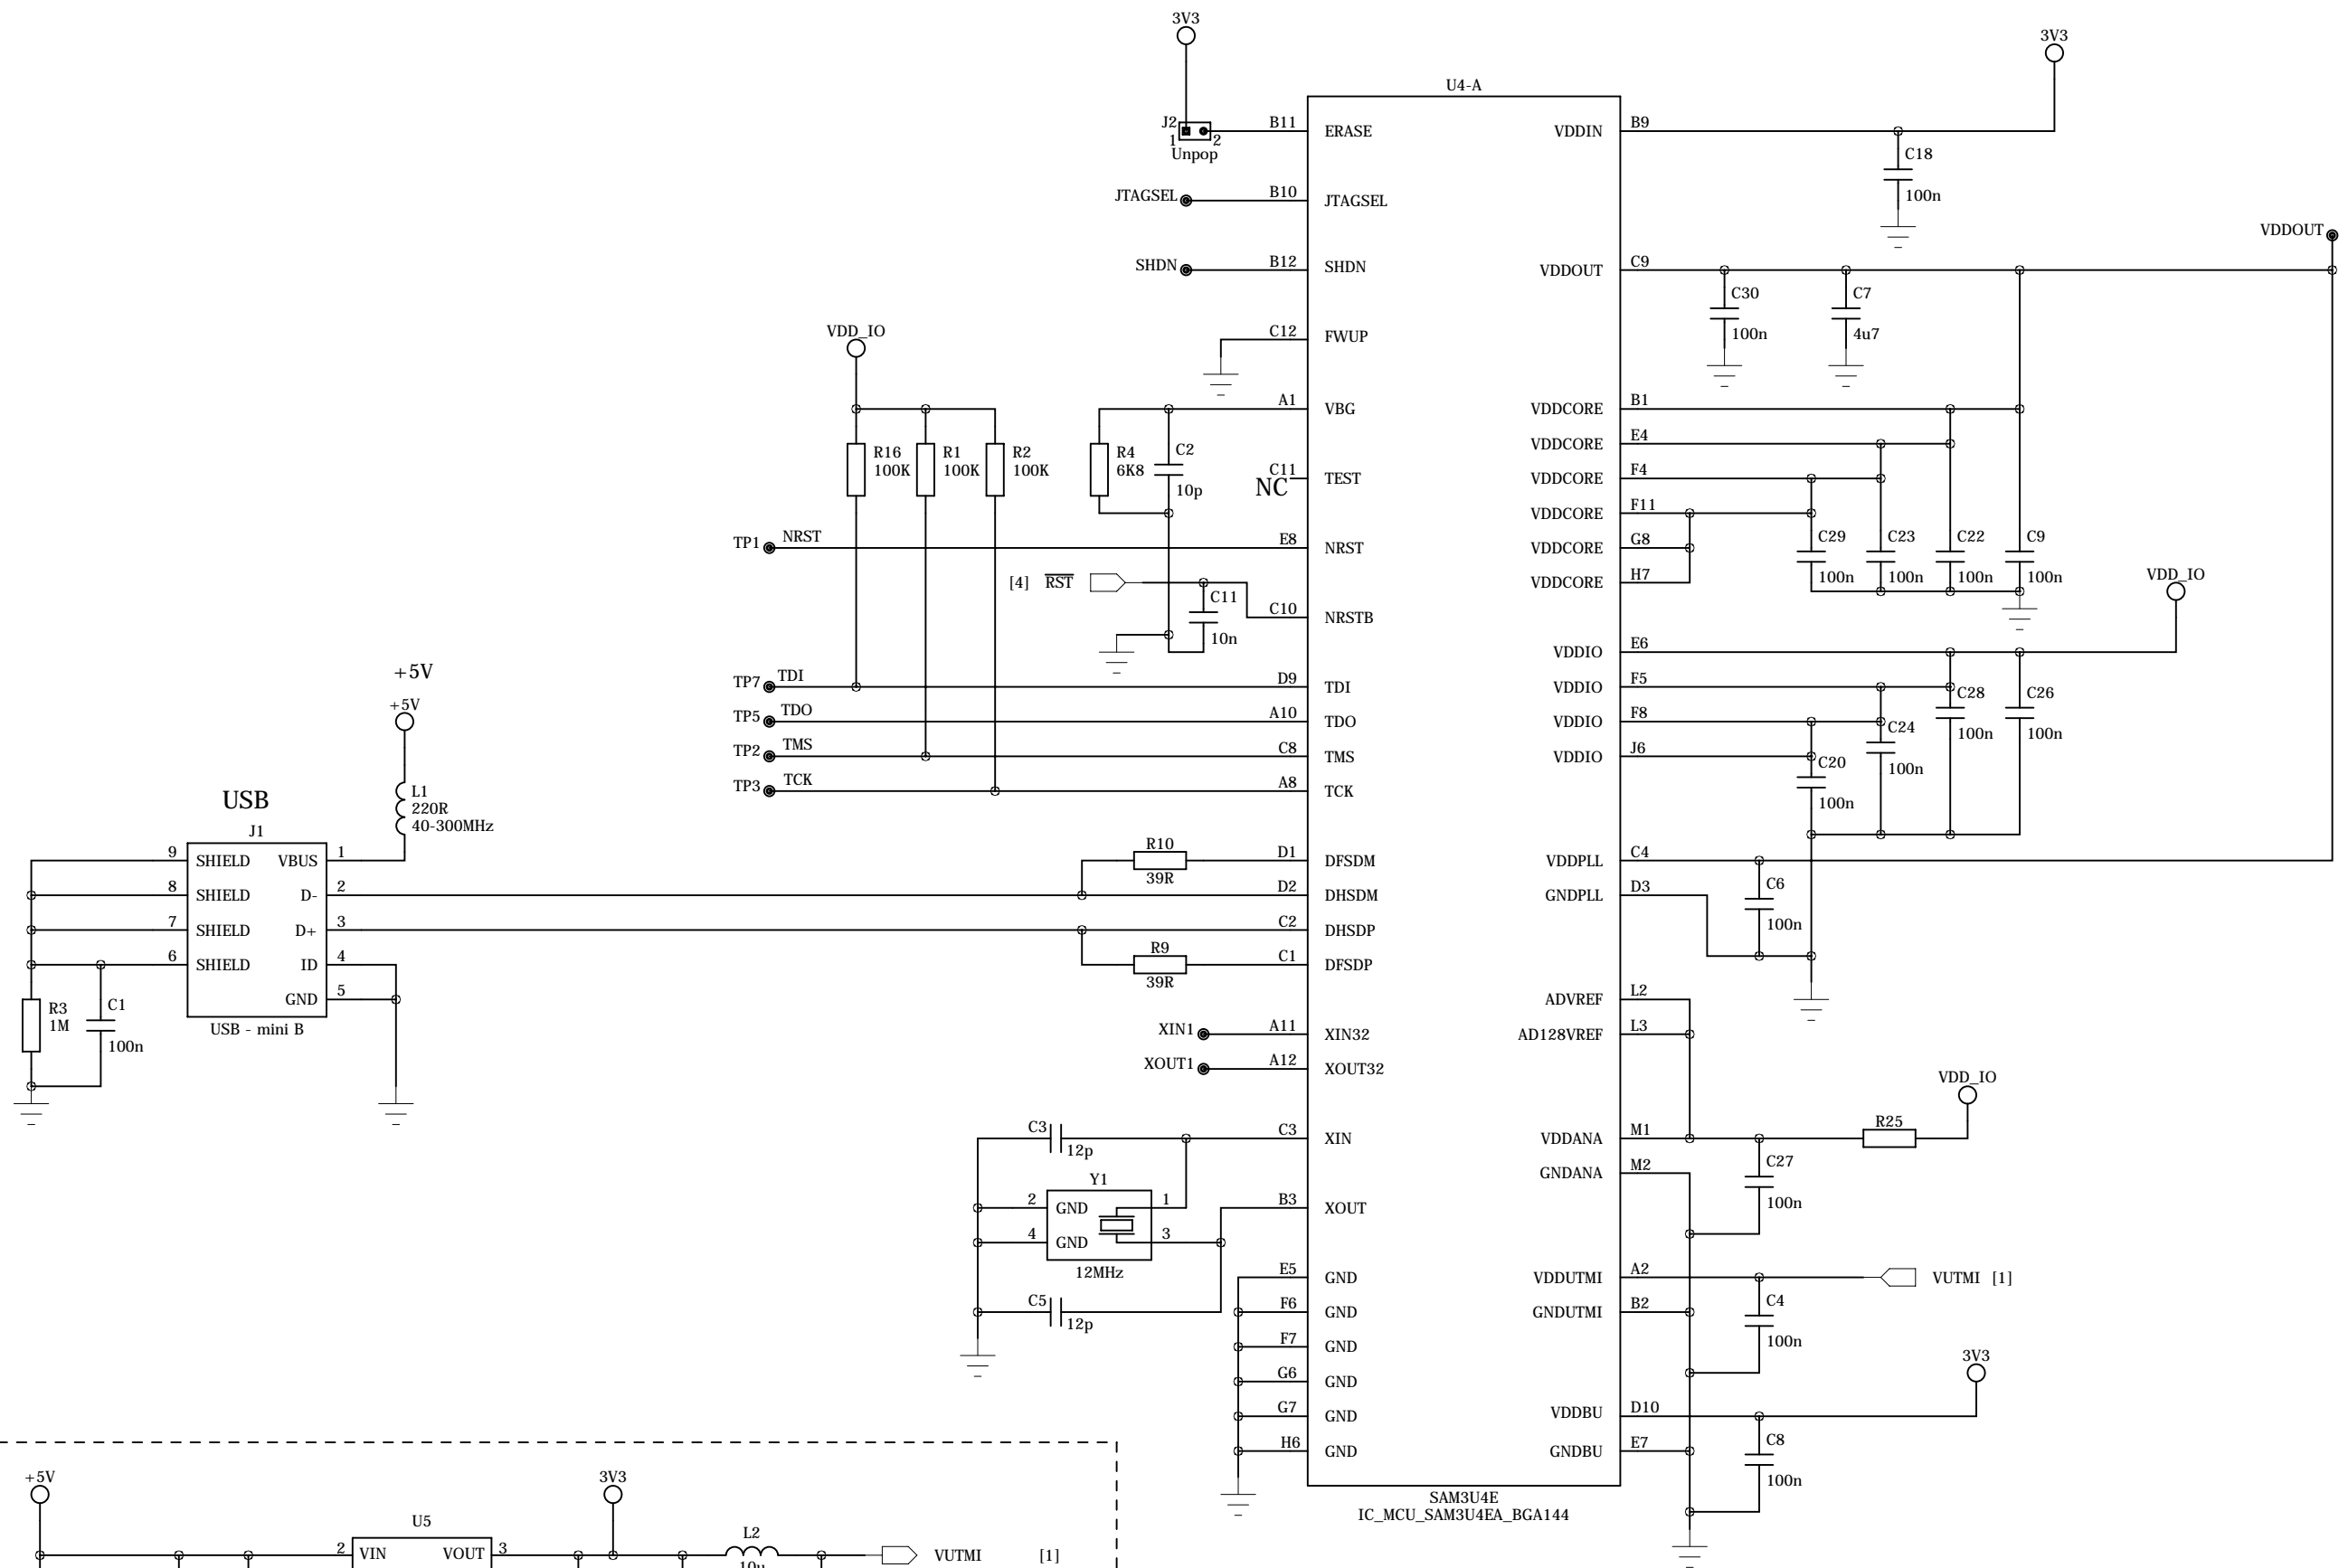 3V3
3V3
U4-A
J2
1
2
Unpop
B11
ERASE
VDDIN
B9
C18
100n
JTAGSEL
B10
JTAGSEL
VDDOUT
SHDN
B12
SHDN
VDDOUT
C9
C30
100n
C7
4u7
VDD_IO
C12
FWUP
A1
VBG
VDDCORE
B1
VDDCORE
E4
R16
100K
R1
100K
R2
100K
R4
6K8
C2
10p
C11
NC
TEST
VDDCORE
F4
VDDCORE
F11
TP1
NRST
E8
NRST
VDDCORE
G8
C29
100n
C23
100n
C22
100n
C9
100n
[4]
RST
VDDCORE
H7
VDD_IO
C11
10n
C10
NRSTB
VDDIO
E6
TP7
TDI
D9
TDI
VDDIO
F5
C28
100n
C26
100n
TP5
TDO
A10
TDO
VDDIO
F8
C24
100n
TP2
TMS
C8
TMS
VDDIO
J6
C20
100n
TP3
TCK
A8
TCK
+5V
+5V
L1
220R
40-300MHz
USB
J1
9
SHIELD
VBUS
1
8
SHIELD
D-
2
7
SHIELD
D+
3
6
SHIELD
ID
4
GND
5
USB - mini B
R3
1M
C1
100n
R10
39R
D1
DFSDM
VDDPLL
C4
D2
DHSDM
GNDPLL
D3
C6
100n
C2
DHSDP
R9
39R
C1
DFSDP
ADVREF
L2
XIN1
A11
XIN32
AD128VREF
L3
XOUT1
A12
XOUT32
VDD_IO
C3
12p
C3
XIN
VDDANA
M1
R25
GNDANA
M2
C27
100n
Y1
2
GND
1
4
GND
3
12MHz
B3
XOUT
C5
12p
E5
GND
VDDUTMI
A2
VUTMI [1]
F6
GND
GNDUTMI
B2
C4
100n
F7
GND
G6
GND
3V3
G7
GND
VDDBU
D10
H6
GND
GNDBU
E7
C8
100n
SAM3U4E
IC_MCU_SAM3U4EA_BGA144
+5V
3V3
U5
2
VIN
VOUT
3
L2
10u
VUTMI
[1]